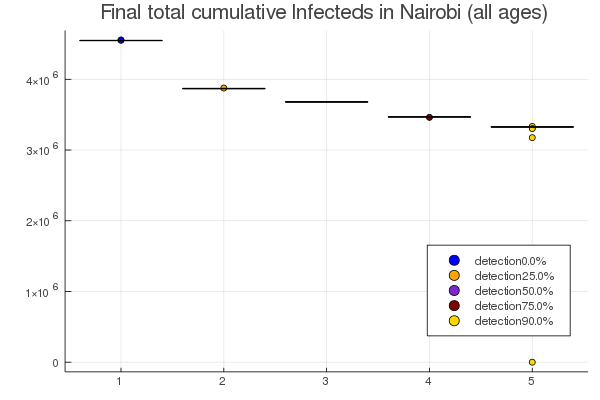 Final total cumulative Infecteds in Nairobi (all ages)
4×10 6
3×10 6
2×10 6
1×10 6
0
detection0.0%
detection25.0%
detection50.0%
detection75.0%
detection90.0%
1 2 3 4 5